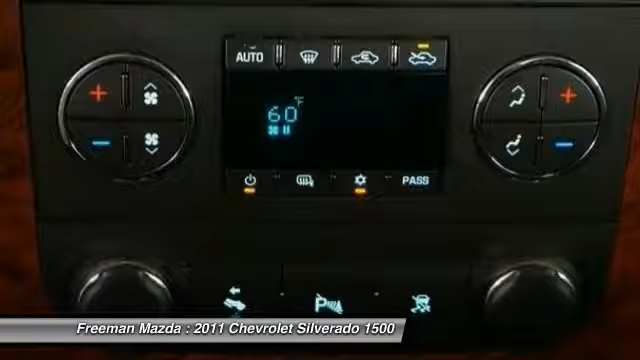 AUTO
60°F
PASS
P
Freeman Mazda : 2011 Chevrolet Silverado 1500